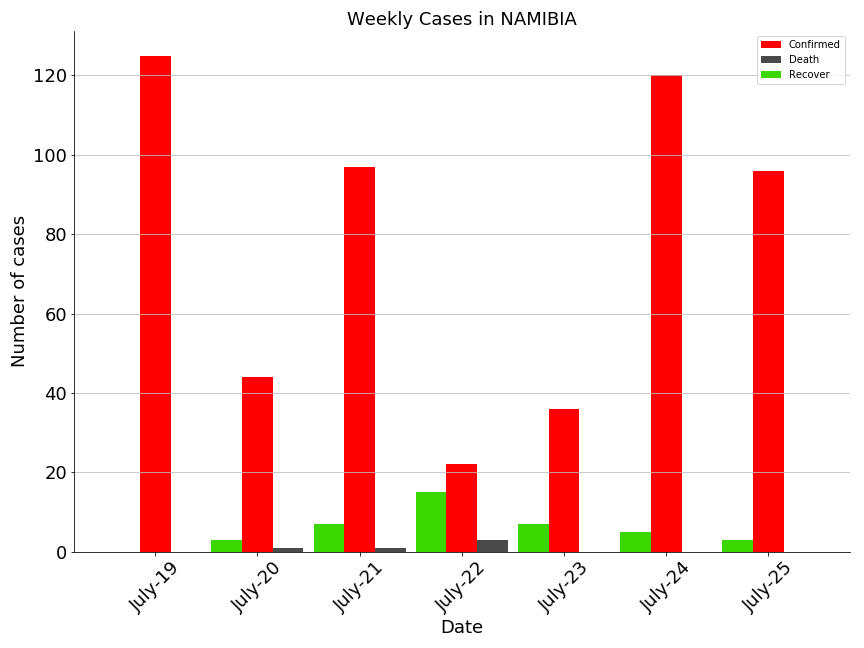 Weekly Cases in NAMIBIA
Confirmed
Death
Recover
Number of cases
120
100
80
60
40
20
0
July-19
July-20
July-21
July-22
July-23
July-24
July-25
Date